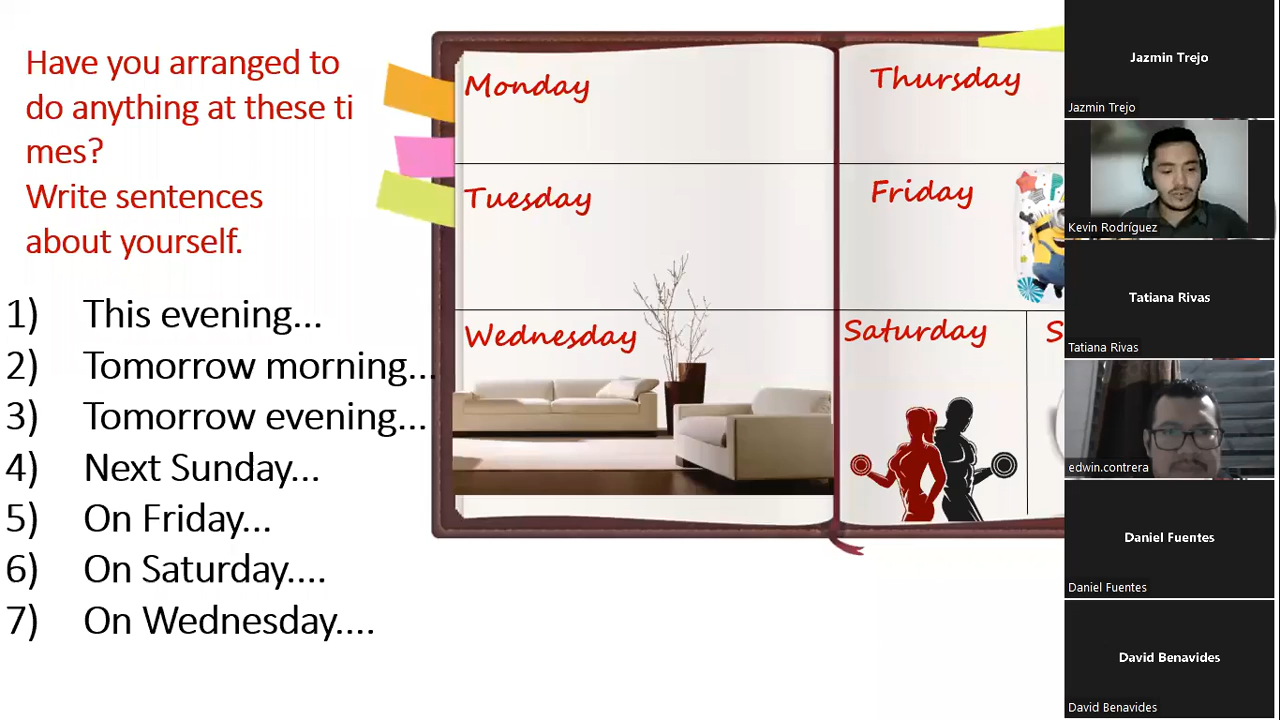 Have you arranged to
do anything at these ti
mes?
Write sentences
about yourself.
1) This evening...
2) Tomorrow morning...
3) Tomorrow evening...
4) Next Sunday...
5) On Friday...
6) On Saturday....
7) On Wednesday....
Monday
Tuesday
Wednesday
Thursday
Friday
Saturday
S
Jazmin Trejo
Jazmin Trejo
Kevin Rodríguez
Tatiana Rivas
Tatiana Rivas
edwin.contrera
Daniel Fuentes
Daniel Fuentes
David Benavides
David Benavides